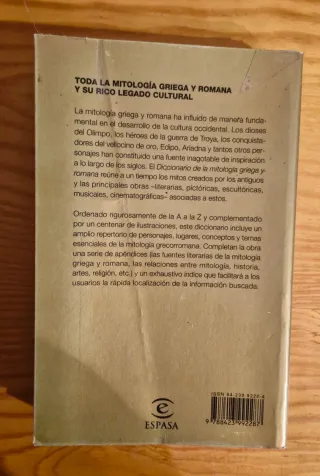 TODA LA MITOLOGÍA GRIEGA Y ROMANA
Y SU RICO LEGADO CULTURAL
La mitología griega y romana ha influido de manera funda-
mental en el desarrollo de la cultura occidental. Los dioses
del Olimpo, los héroes de la guerra de Troya, los conquista-
dores del vellocino de oro, Edipo, Ariadna y tantos otros per-
sonajes han constituido una fuente inagotable de inspiración
a lo largo de los siglos. El Diccionario de la mitología griega y
romana reúne a un tiempo los mitos creados por los antiguos
y las principales obras –literarias, pictóricas, escultóricas,
musicales, cinematográficas– asociadas a estos.
Ordenado rigurosamente de la A a la Z y complementado
por un centenar de ilustraciones, este diccionario incluye un
amplio repertorio de personajes, lugares, conceptos y temas
esenciales de la mitología grecorromana. Completan la obra
una serie de apéndices (las fuentes literarias de la mitología
griega y romana, las relaciones entre mitología, historia,
artes, religión, etc.) y un exhaustivo índice que facilitará a los
usuarios la rápida localización de la información buscada.
e
ESPASA
ISBN 84-239-9228-4
9 788423 992287